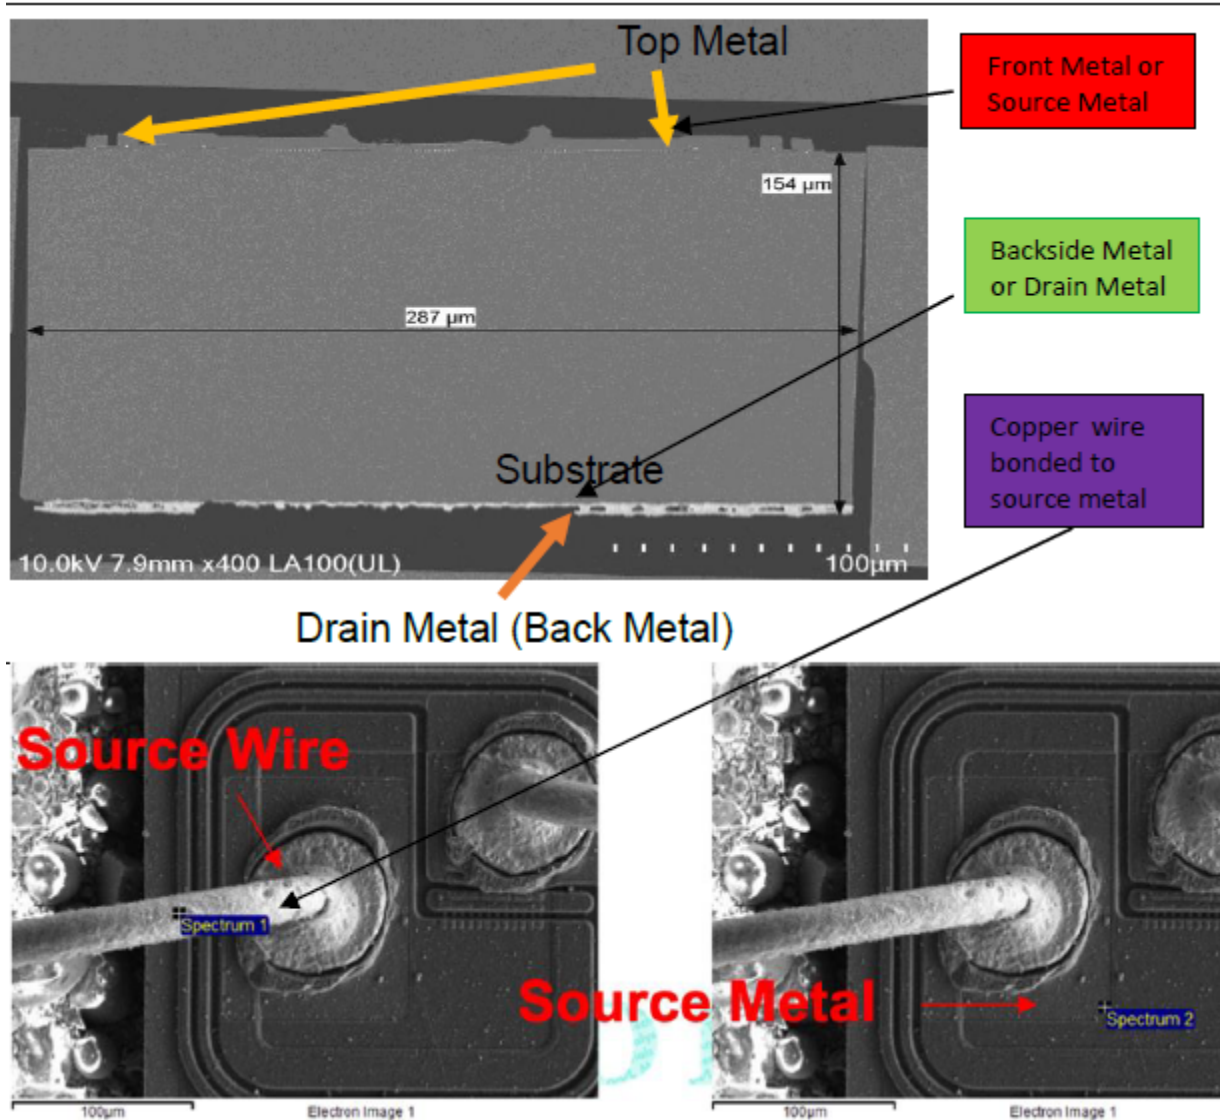 Top Metal
Front Metal or
Source Metal
154 µm
Backside Metal
or Drain Metal
287 µm
Copper wire
bonded to
source metal
Substrate
10.0kV 7.9mm x400 LA100(UL)
100µm
Drain Metal (Back Metal)
Source Wire
Spectrum 1
Source Metal
Spectrum 2
100µm
Electron Image 1
100µm
Electron Image 1